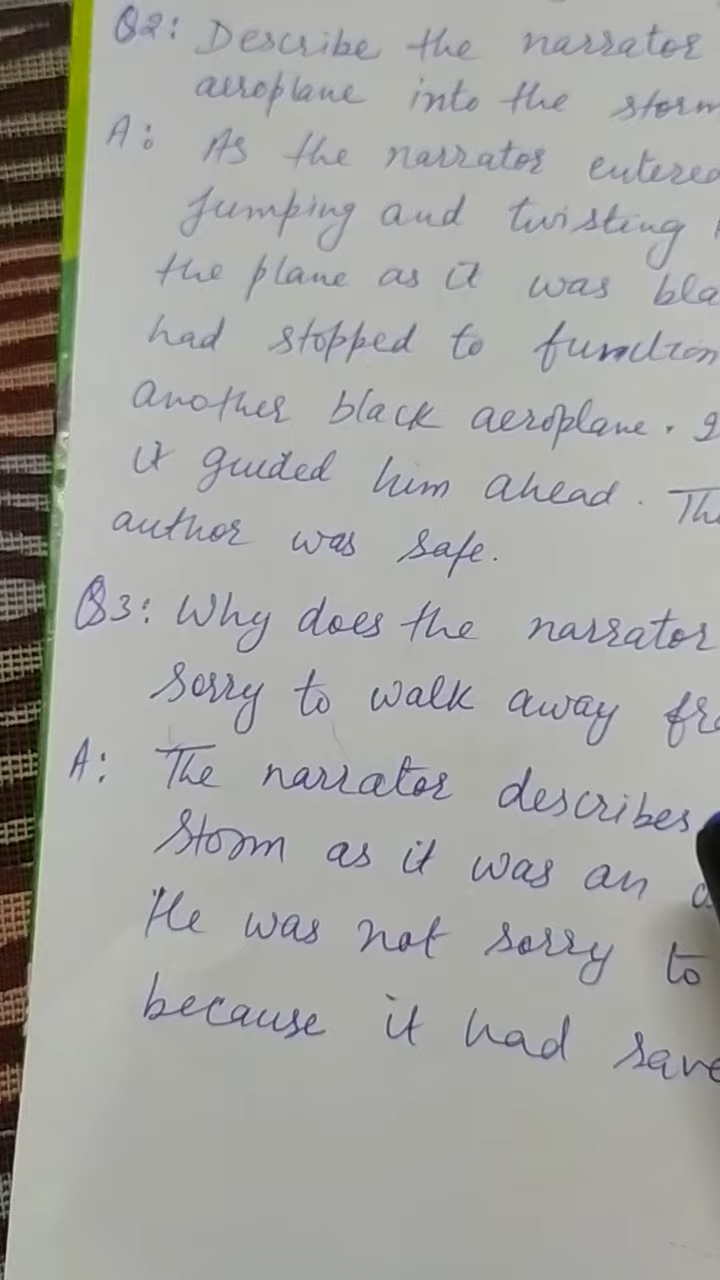 Q2: Describe the narrator
aeroplane into the storm
A: As the narrator entered
Jumping and twisting
the plane as it was bla
had stopped to function
another black aeroplane.
it guided him ahead. The
author was safe.
Q3: Why does the narrator
sorry to walk away fro
A: The narrator describes
storm as it was an
He was not sorry to
because it had save